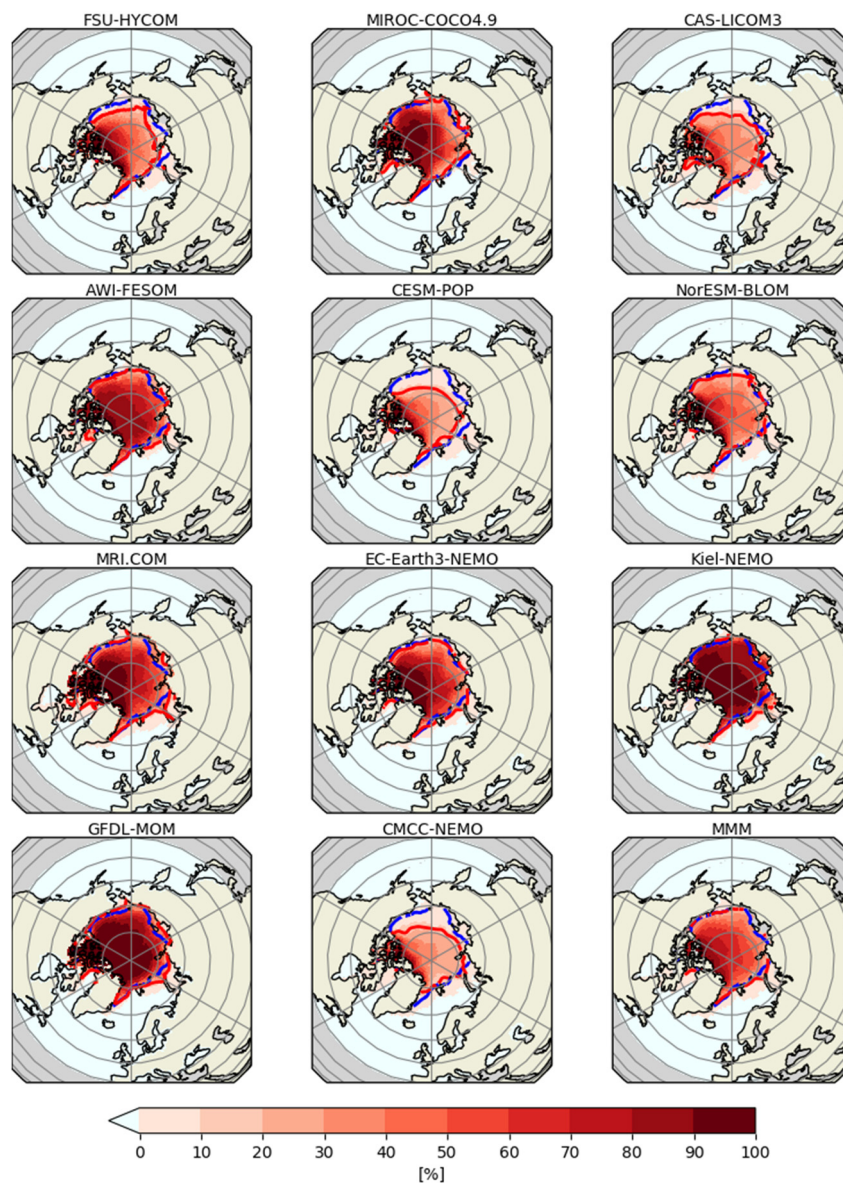 FSU-HYCOM MIROC-COCO4.9 CAS-LICOM3
AWI-FESOM CESM-POP NorESM-BLOM
MRI.COM EC-Earth3-NEMO Kiel-NEMO
GFDL-MOM CMCC-NEMO MMM
0 10 20 30 40 50 60 70 80 90 100
[%]